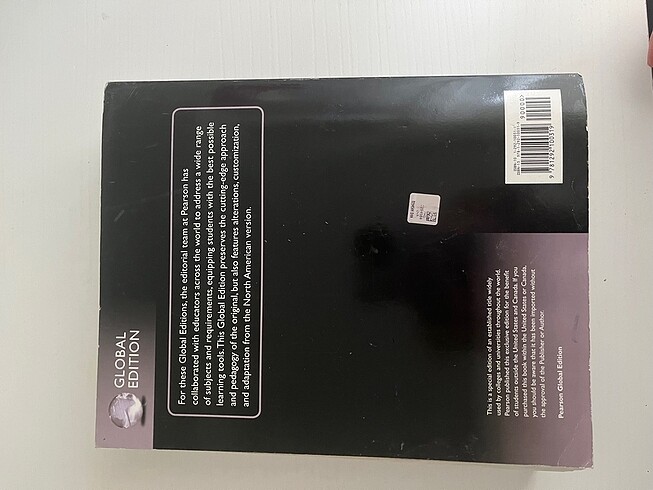 GLOBAL
EDITION
For these Global Editions, the editorial team at Pearson has
collaborated with educators across the world to address a wide range
of subjects and requirements, equipping students with the best possible
learning tools. This Global Edition preserves the cutting-edge approach
and pedagogy of the original, but also features alterations, customization,
and adaptation from the North American version.
This is a special edition of an established title widely
used by colleges and universities throughout the world.
Pearson published this exclusive edition for the benefit
of students outside the United States and Canada. If you
purchased this book within the United States or Canada,
you should be aware that it has been imported without
the approval of the Publisher or Author.
Pearson Global Edition
90000>
9 781292 100319